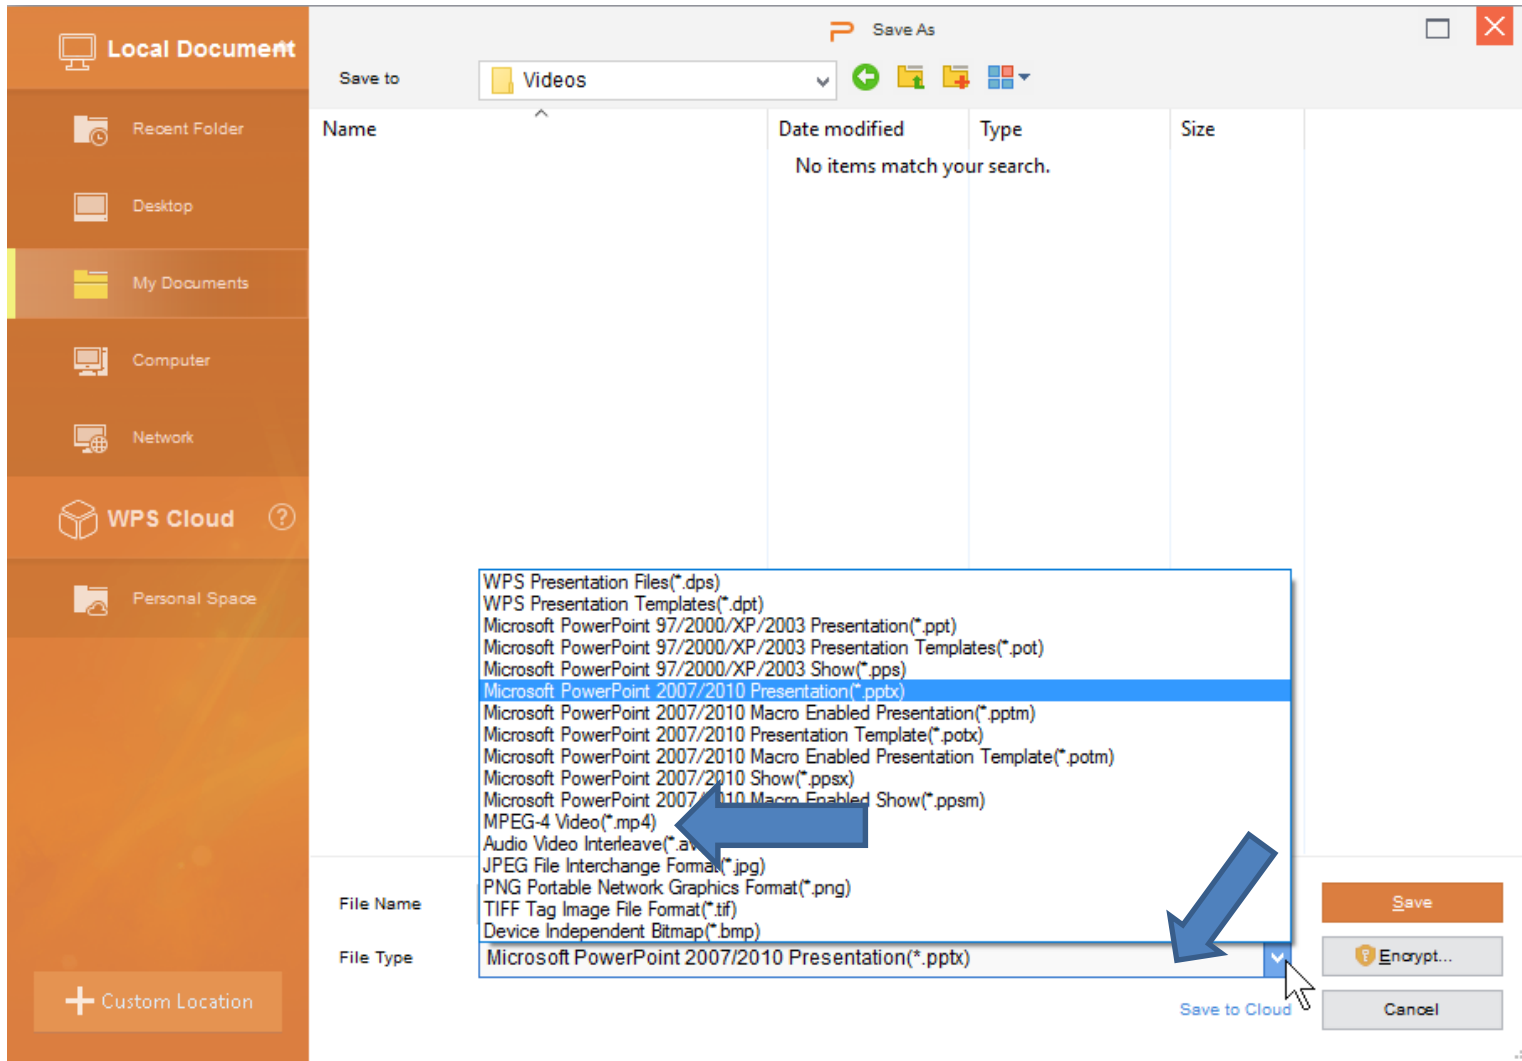 Save As
Local Document
Save to
Videos
Recent Folder
Desktop
My Documents
Computer
Network
WPS Cloud
?
Personal Space
Custom Location
Name Date modified Type Size
No items match your search.
WPS Presentation Files(*.dps)
WPS Presentation Templates(*.dpt)
Microsoft PowerPoint 97/2000/XP/2003 Presentation(*.ppt)
Microsoft PowerPoint 97/2000/XP/2003 Presentation Templates(*.pot)
Microsoft PowerPoint 97/2000/XP/2003 Show(*.pps)
Microsoft PowerPoint 2007/2010 Presentation(*.pptx)
Microsoft PowerPoint 2007/2010 Macro Enabled Presentation(*.pptm)
Microsoft PowerPoint 2007/2010 Presentation Template(*.potx)
Microsoft PowerPoint 2007/2010 Macro Enabled Presentation Template(*.potm)
Microsoft PowerPoint 2007/2010 Show(*.ppsx)
Microsoft PowerPoint 2007/2010 Macro Enabled Show(*.ppsm)
MPEG-4 Video(*.mp4)
Audio Video Interleave(*.av
JPEG File Interchange Format(*.jpg)
PNG Portable Network Graphics Format(*.png)
TIFF Tag Image File Format(*.tif)
Device Independent Bitmap(*.bmp)
File Name
File Type
Microsoft PowerPoint 2007/2010 Presentation(*.pptx)
Save
Encrypt...
Save to Cloud
Cancel